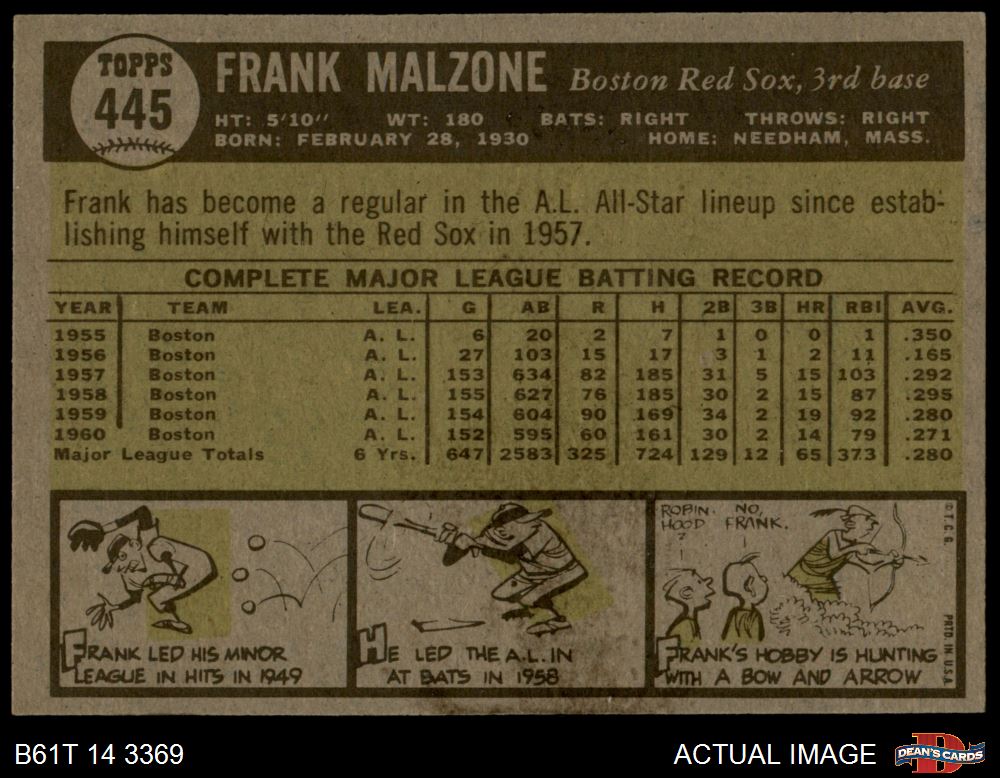 TOPPS
445
FRANK MALZONE Boston Red Sox, 3rd base
HT: 5'10" WT: 180 BATS: RIGHT THROWS: RIGHT
BORN: FEBRUARY 28, 1930 HOME: NEEDHAM, MASS.
Frank has become a regular in the A.L. All-Star lineup since estab-
lishing himself with the Red Sox in 1957.
COMPLETE MAJOR LEAGUE BATTING RECORD
YEAR TEAM LEA. G AB R H 2B 3B HR RBI AVG.
1955 Boston A. L. 6 20 2 7 1 0 0 1 .350
1956 Boston A. L. 27 103 15 17 3 1 2 11 .165
1957 Boston A. L. 153 634 82 185 31 5 15 103 .292
1958 Boston A. L. 155 627 76 185 30 2 15 87 .295
1959 Boston A. L. 154 604 90 169 34 2 19 92 .280
1960 Boston A. L. 152 595 60 161 30 2 14 79 .271
Major League Totals 6 Yrs. 647 2583 325 724 129 12 65 373 .280
FRANK LED HIS MINOR
LEAGUE IN HITS IN 1949
HE LED THE A.L. IN
AT BATS IN 1958
ROBIN HOOD ?
NO, FRANK.
FRANK'S HOBBY IS HUNTING
WITH A BOW AND ARROW
© T.C.G.
PRTD. IN U.S.A.
B61T 14 3369
ACTUAL IMAGE
DEAN'S CARDS